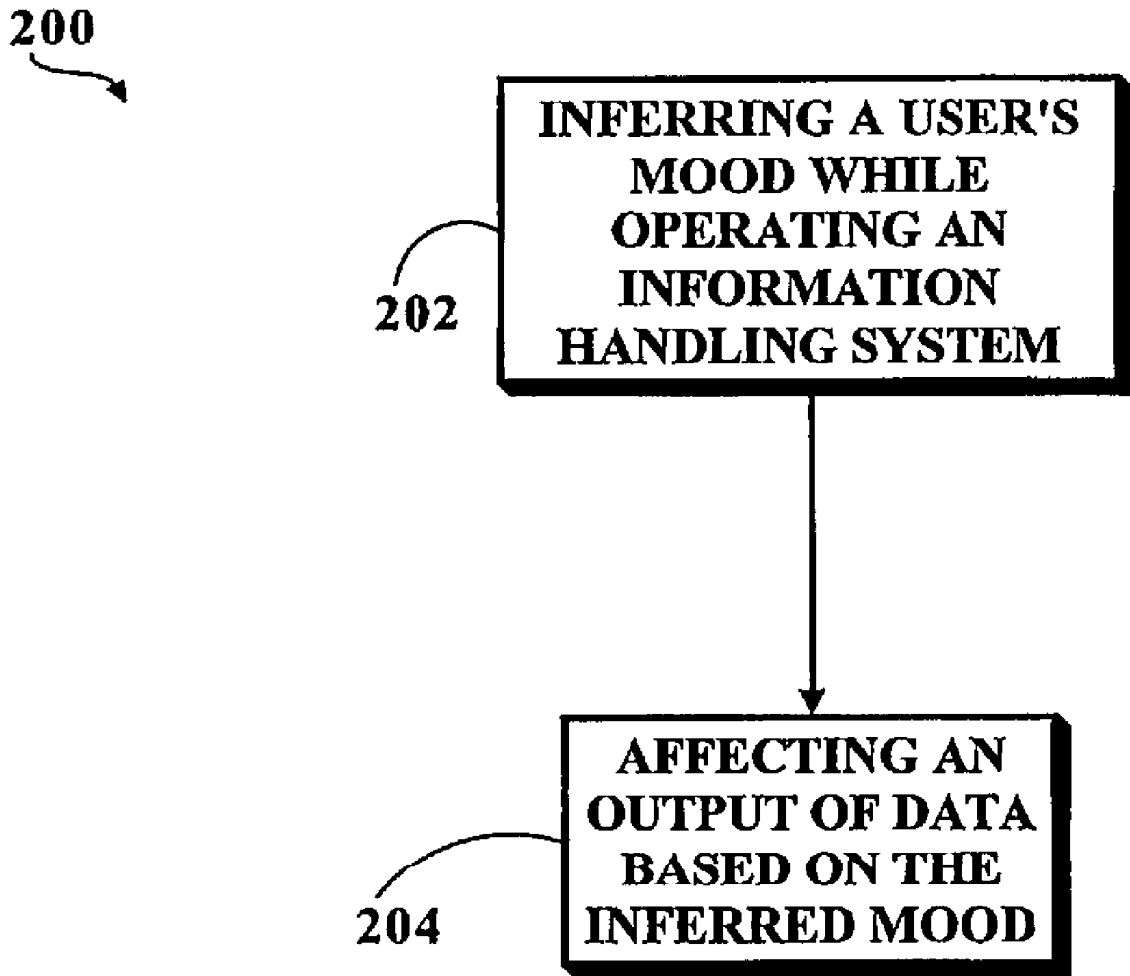 200
INFERRING A USER'S
MOOD WHILE
OPERATING AN
INFORMATION
HANDLING SYSTEM
202
AFFECTING AN
OUTPUT OF DATA
BASED ON THE
INFERRED MOOD
204